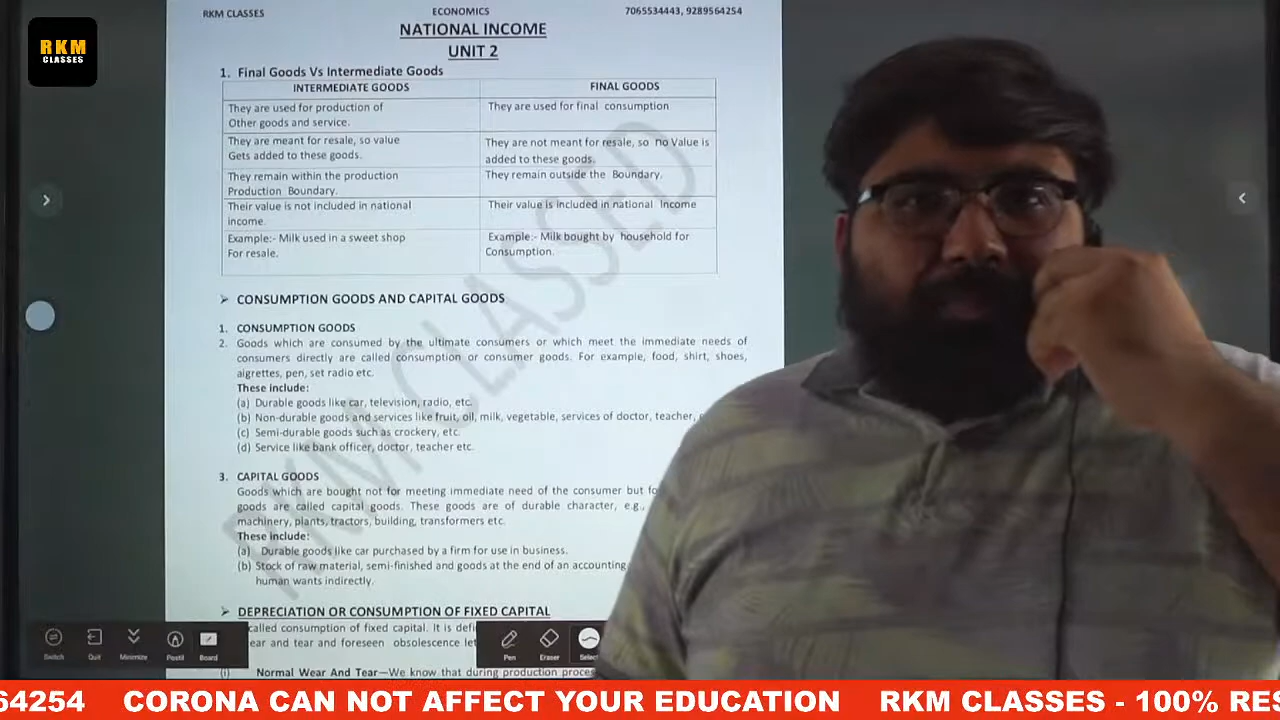 RKM CLASSES ECONOMICS 7065534443, 9289564254
RKM
CLASSES
NATIONAL INCOME
UNIT 2
1. Final Goods Vs Intermediate Goods
INTERMEDIATE GOODS FINAL GOODS
They are used for production of
Other goods and service.
They are used for final consumption
They are meant for resale, so value
Gets added to these goods.
They are not meant for resale, so no Value is
added to these goods.
They remain within the production
Production Boundary.
They remain outside the Boundary.
Their value is not included in national
income.
Their value is included in national Income
Example:- Milk used in a sweet shop
For resale.
Example:- Milk bought by household for
Consumption.
➢ CONSUMPTION GOODS AND CAPITAL GOODS
1. CONSUMPTION GOODS
2. Goods which are consumed by the ultimate consumers or which meet the immediate needs of
consumers directly are called consumption or consumer goods. For example, food, shirt, shoes,
aigrettes, pen, set radio etc.
These include:
(a) Durable goods like car, television, radio, etc.
(b) Non-durable goods and services like fruit, oil, milk, vegetable, services of doctor, teacher,
(c) Semi-durable goods such as crockery, etc.
(d) Service like bank officer, doctor, teacher etc.
3. CAPITAL GOODS
Goods which are bought not for meeting immediate need of the consumer but
goods are called capital goods. These goods are of durable character, e.g.,
machinery, plants, tractors, building, transformers etc.
These include:
(a) Durable goods like car purchased by a firm for use in business.
(b) Stock of raw material, semi-finished and goods at the end of an accounting
human wants indirectly.
➢ DEPRECIATION OR CONSUMPTION OF FIXED CAPITAL
called consumption of fixed capital. It is
ear and tear and foreseen obsolescence
(i) Normal Wear And Tear—We know that during production
RKM CLASSED
Switch Quit Minimize Postil Board Pen Eraser Select
64254 CORONA CAN NOT AFFECT YOUR EDUCATION RKM CLASSES - 100% RES